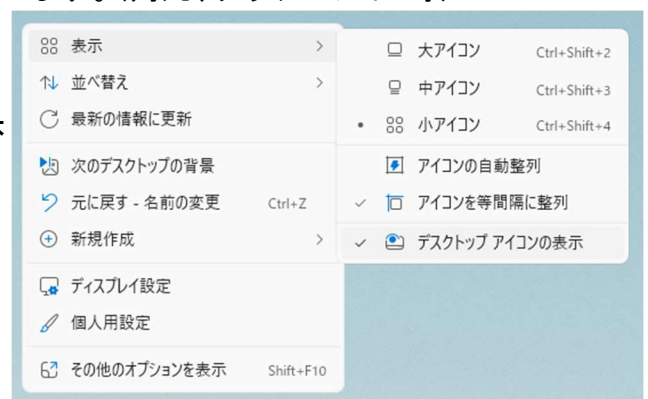 表示
並べ替え
最新の情報に更新
次のデスクトップの背景
元に戻す - 名前の変更 Ctrl+Z
新規作成
ディスプレイ設定
個人用設定
その他のオプションを表示 Shift+F10
大アイコン Ctrl+Shift+2
中アイコン Ctrl+Shift+3
小アイコン Ctrl+Shift+4
アイコンの自動整列
アイコンを等間隔に整列
デスクトップ アイコンの表示